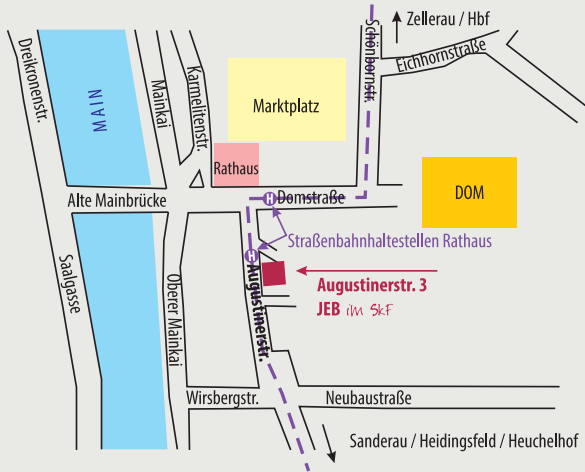 Zellerau / Hbf
Eichhornstraße
Schönbornstr.
Dreikronenstr.
MAIN
Mainkai
Karmelitenstr.
Marktplatz
Rathaus
DOM
Alte Mainbrücke
H
Domstraße
Straßenbahnhaltestellen Rathaus
H
Augustinerstr. 3
JEB im SkF
Saalgasse
Oberer Mainkai
Augustinerstr.
Wirsbergstr.
Neubaustraße
Sanderau / Heidingsfeld / Heuchelhof